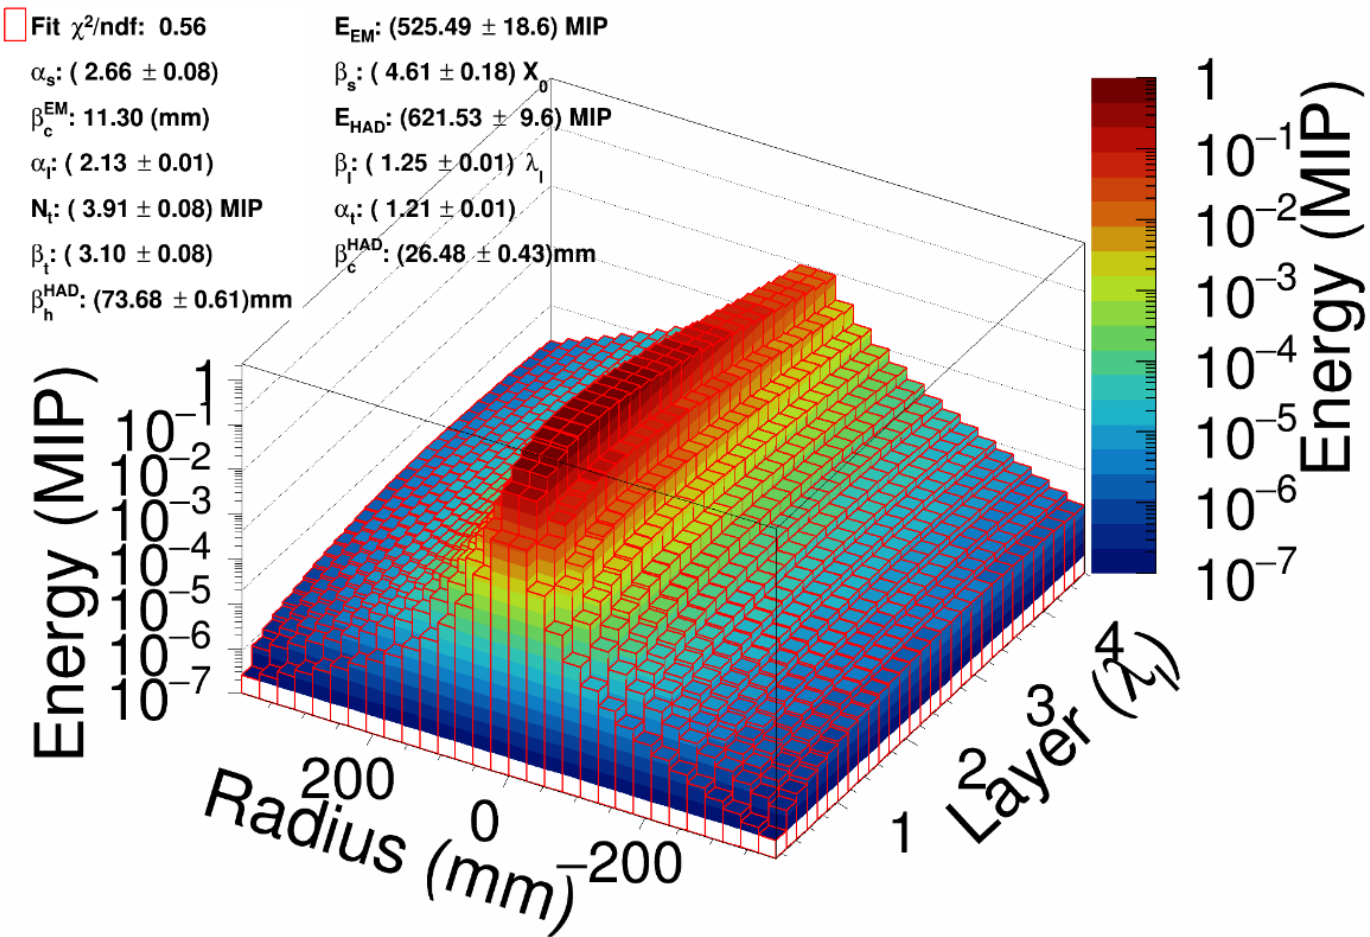 Fit χ²/ndf: 0.56
E_EM: (525.49 ± 18.6) MIP
α_s: ( 2.66 ± 0.08)
β_s: ( 4.61 ± 0.18) X_0
β_c^EM: 11.30 (mm)
E_HAD: (621.53 ± 9.6) MIP
α_l: ( 2.13 ± 0.01)
β_l: ( 1.25 ± 0.01) λ_l
N_t: ( 3.91 ± 0.08) MIP
α_t: ( 1.21 ± 0.01)
β_t: ( 3.10 ± 0.08)
β_c^HAD: (26.48 ± 0.43)mm
β_h^HAD: (73.68 ± 0.61)mm
Energy (MIP)
1
10⁻¹
10⁻²
10⁻³
10⁻⁴
10⁻⁵
10⁻⁶
10⁻⁷
Radius (mm)
200
0
−200
Layer (λ_I)
1
2
3
4
1
10⁻¹
10⁻²
10⁻³
10⁻⁴
10⁻⁵
10⁻⁶
10⁻⁷
Energy (MIP)